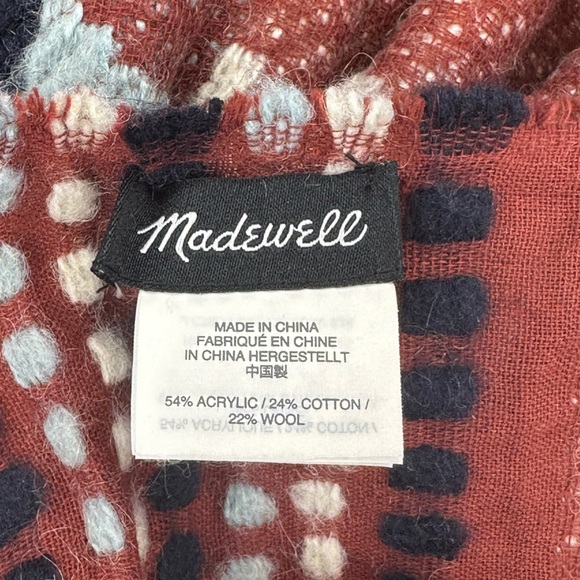 Madewell
MADE IN CHINA
FABRIQUÉ EN CHINE
IN CHINA HERGESTELLT
中国製
54% ACRYLIC / 24% COTTON /
22% WOOL